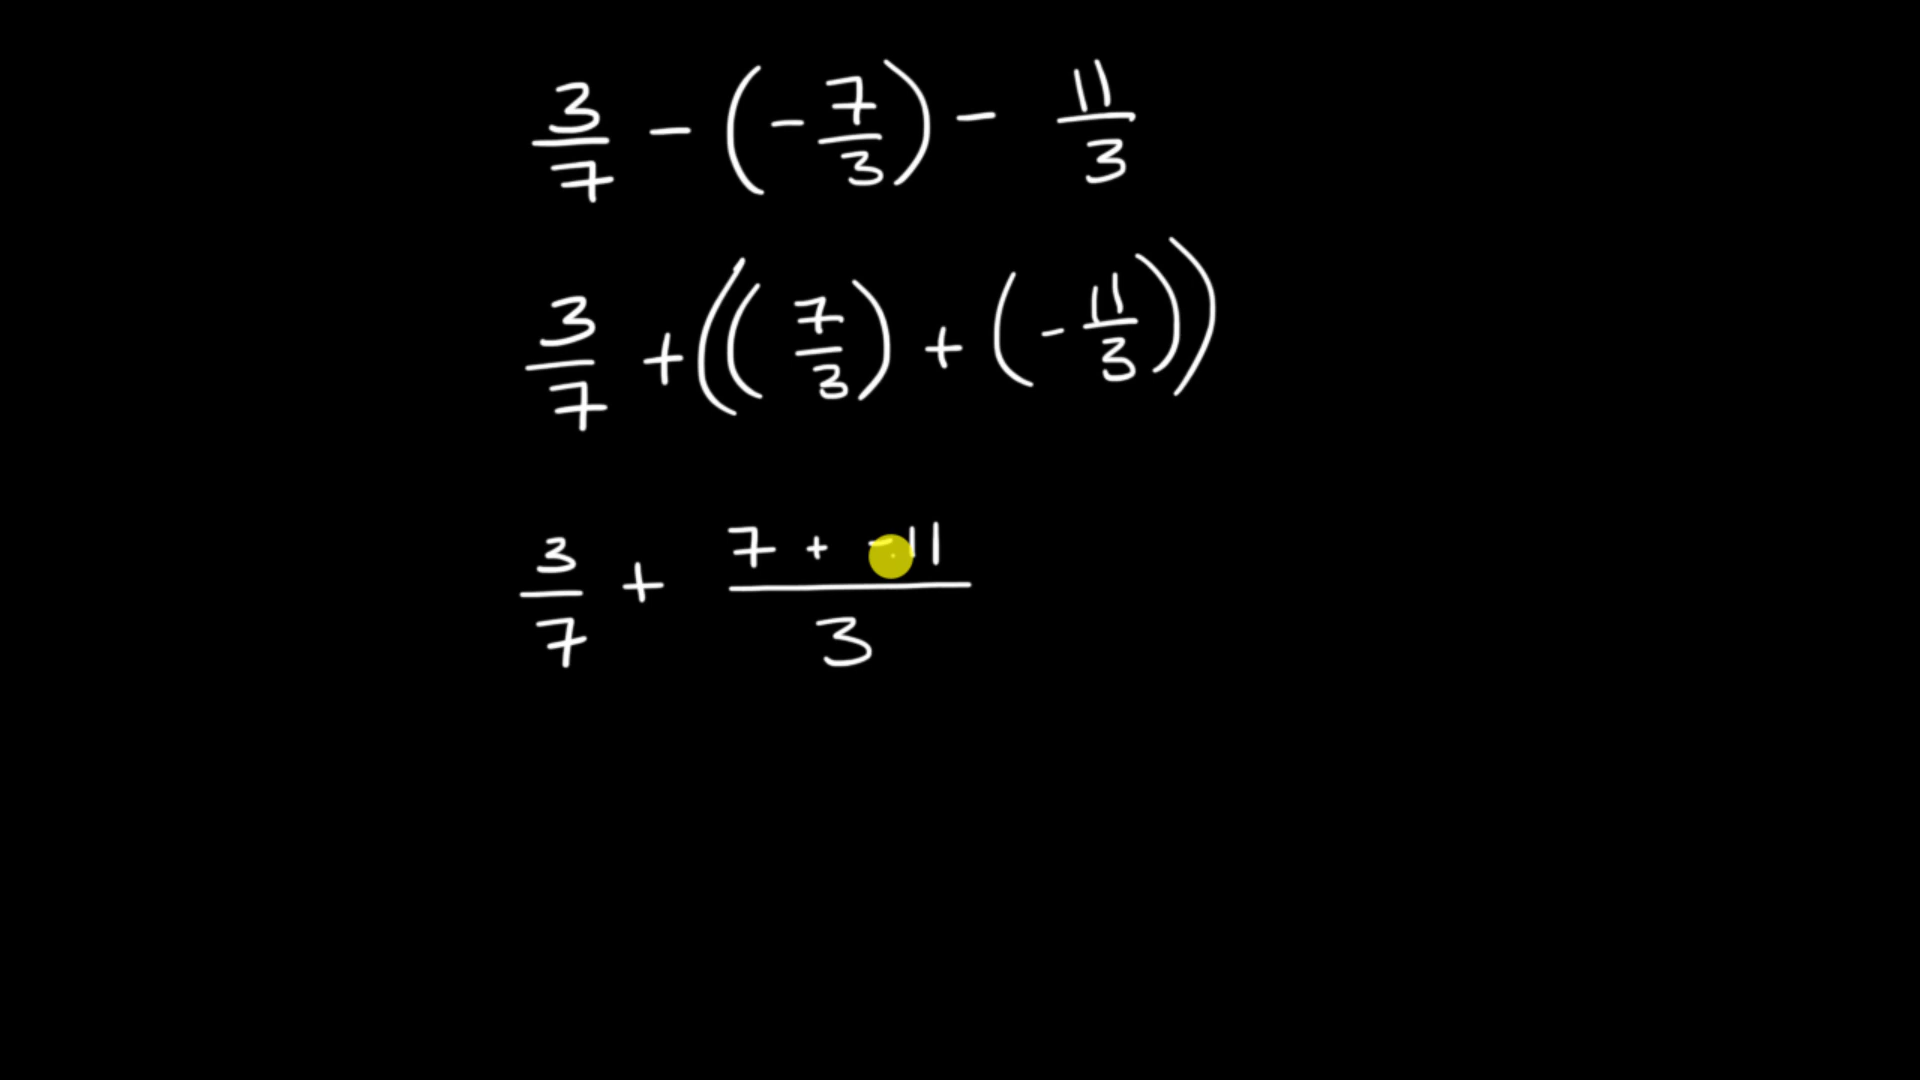 3/7 - (-7/3) - 11/3
3/7 + ((7/3) + (-11/3))
3/7 + (7 + -11)/3